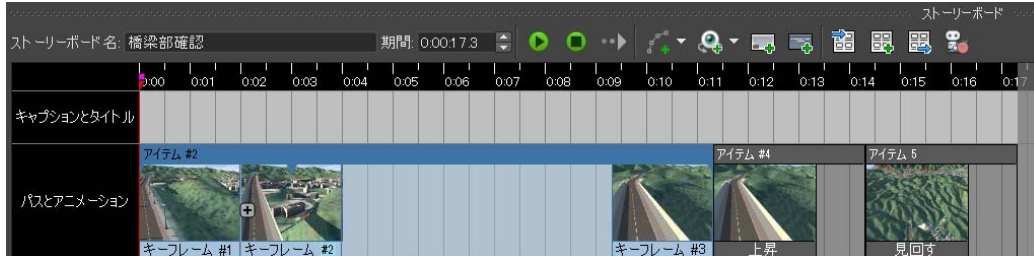 ストーリーボード
ストーリーボード名: 橋梁部確認 期間: 0:00:17.3
0:00 0:01 0:02 0:03 0:04 0:05 0:06 0:07 0:08 0:09 0:10 0:11 0:12 0:13 0:14 0:15 0:16 0:17
キャプションとタイトル
アイテム #2 アイテム #4 アイテム 5
パスとアニメーション
キーフレーム #1 キーフレーム #2 キーフレーム #3 上昇 見回す